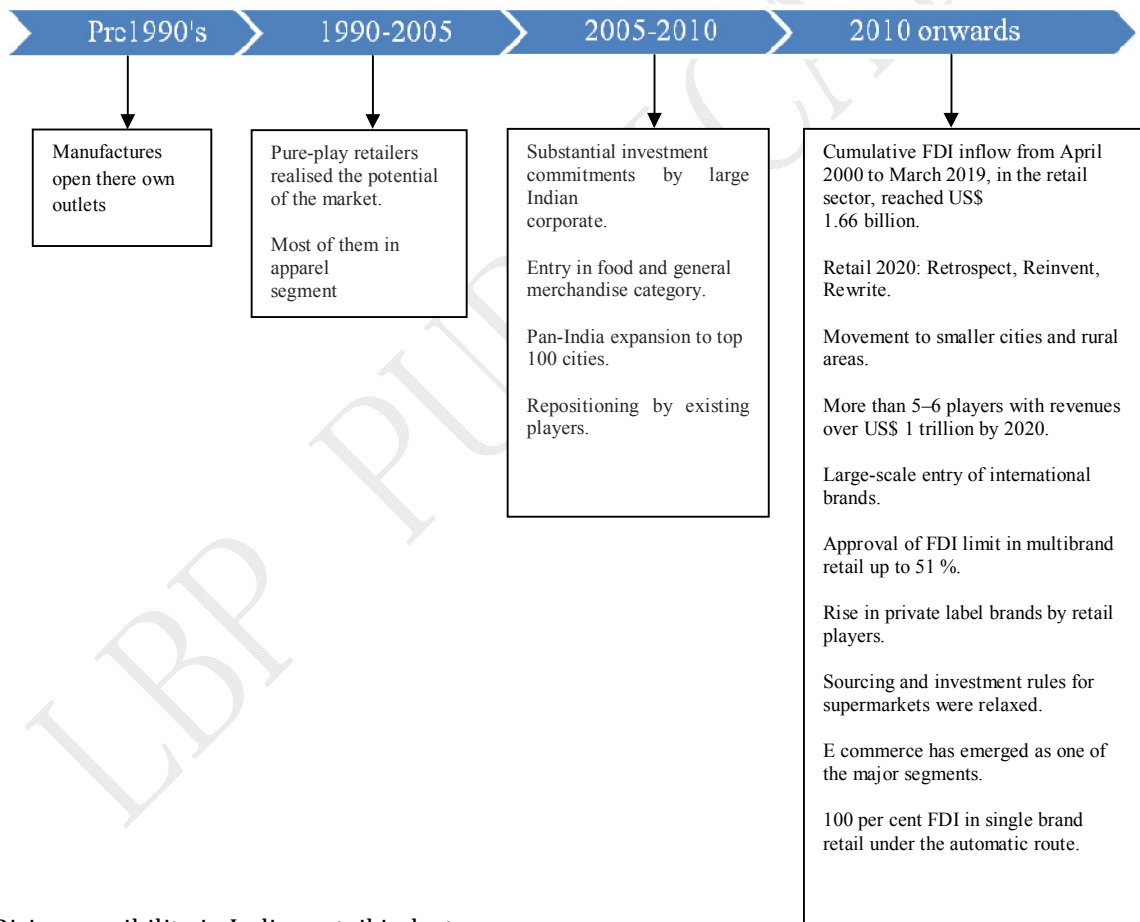 Pre1990's
1990-2005
2005-2010
2010 onwards
Manufactures
open there own
outlets
Pure-play retailers
realised the potential
of the market.
Most of them in
apparel
segment
Substantial investment
commitments by large
Indian
corporate.
Entry in food and general
merchandise category.
Pan-India expansion to top
100 cities.
Repositioning by existing
players.
Cumulative FDI inflow from April
2000 to March 2019, in the retail
sector, reached US$
1.66 billion.
Retail 2020: Retrospect, Reinvent,
Rewrite.
Movement to smaller cities and rural
areas.
More than 5–6 players with revenues
over US$ 1 trillion by 2020.
Large-scale entry of international
brands.
Approval of FDI limit in multibrand
retail up to 51 %.
Rise in private label brands by retail
players.
Sourcing and investment rules for
supermarkets were relaxed.
E commerce has emerged as one of
the major segments.
100 per cent FDI in single brand
retail under the automatic route.
LBP